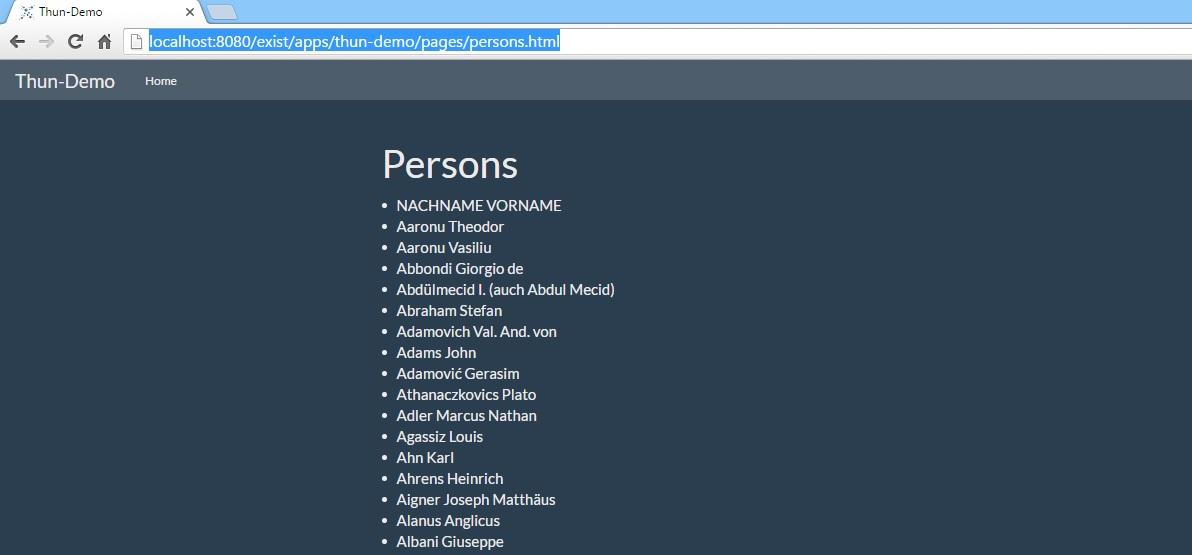 Thun-Demo
localhost:8080/exist/apps/thun-demo/pages/persons.html
Thun-Demo Home
Persons
NACHNAME VORNAME
Aaronu Theodor
Aaronu Vasiliu
Abbondi Giorgio de
Abdülmecid I. (auch Abdul Mecid)
Abraham Stefan
Adamovich Val. And. von
Adams John
Adamović Gerasim
Athanaczkovics Plato
Adler Marcus Nathan
Agassiz Louis
Ahn Karl
Ahrens Heinrich
Aigner Joseph Matthäus
Alanus Anglicus
Albani Giuseppe